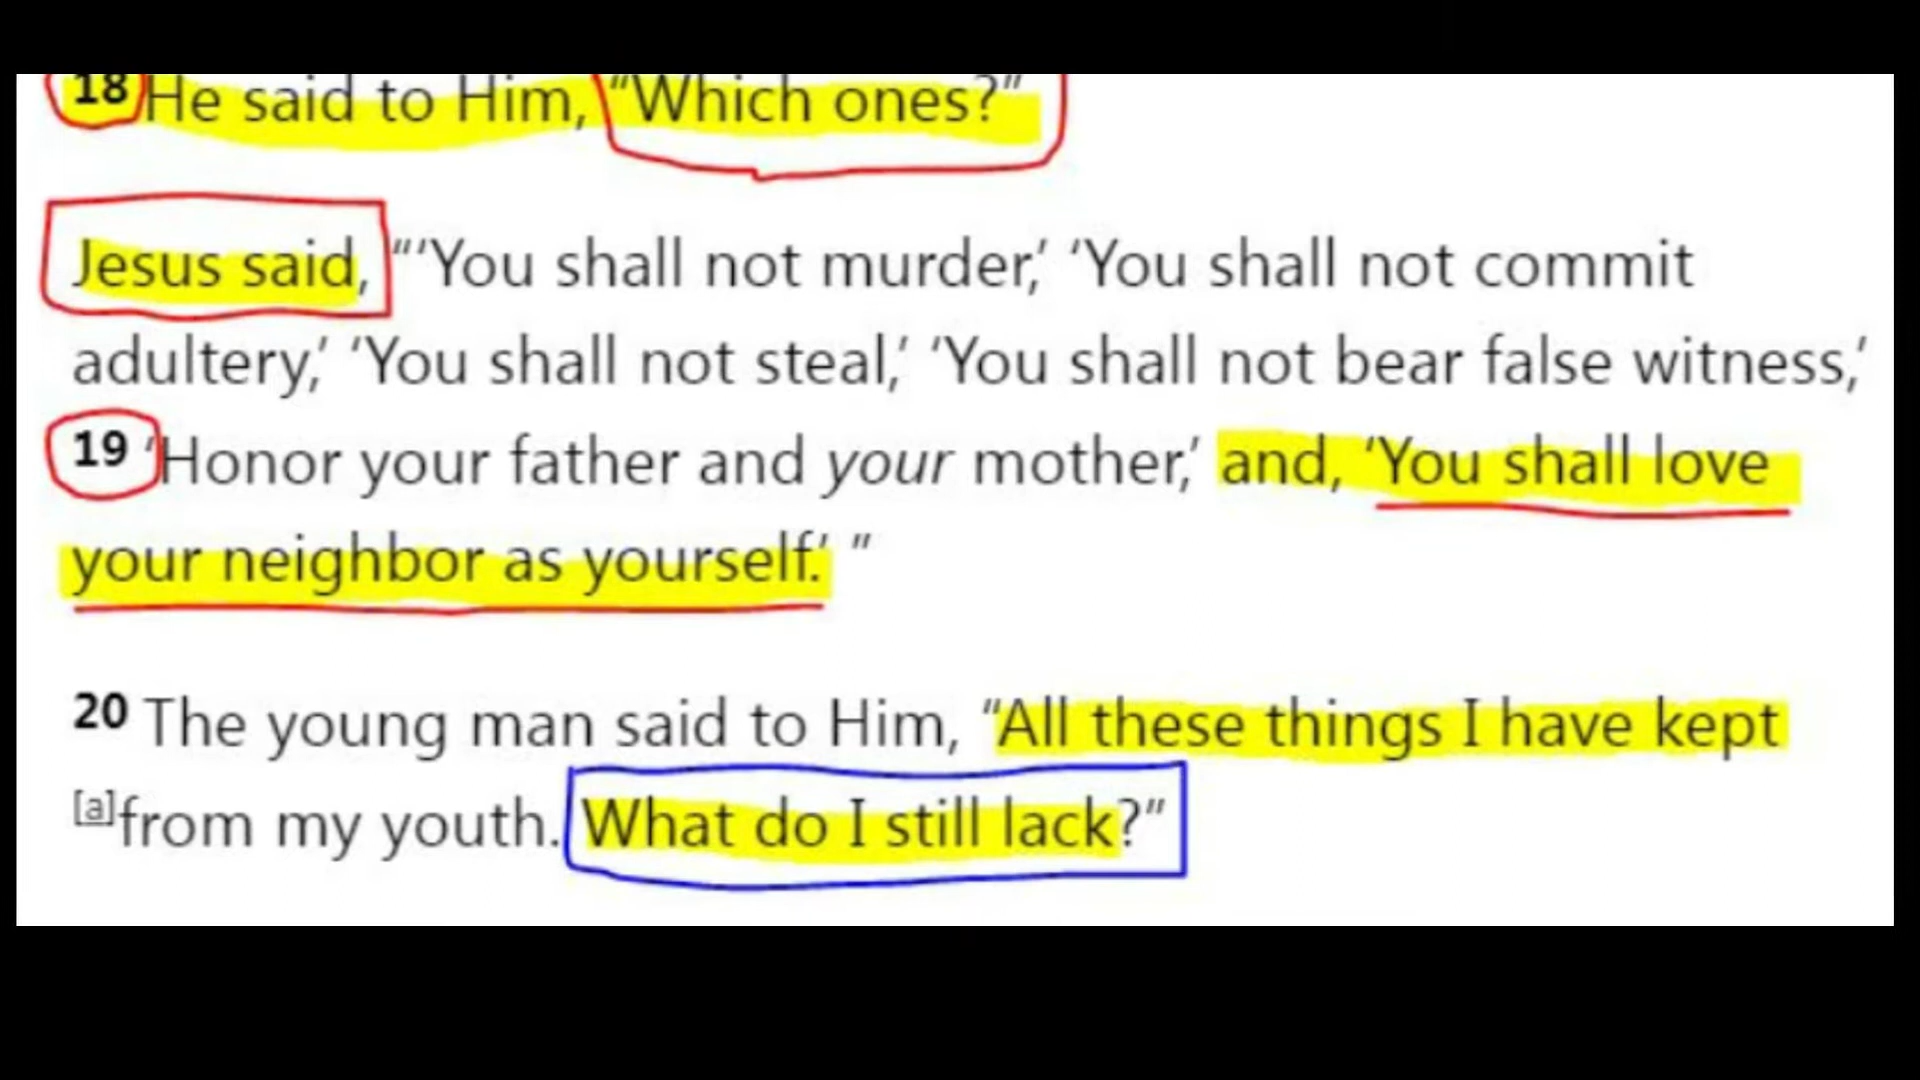 18 He said to Him, “Which ones?”
Jesus said, “‘You shall not murder,’ ‘You shall not commit
adultery,’ ‘You shall not steal,’ ‘You shall not bear false witness,’
19 ‘Honor your father and your mother,’ and, ‘You shall love
your neighbor as yourself.’ ”
20 The young man said to Him, “All these things I have kept
[a]from my youth. What do I still lack?”